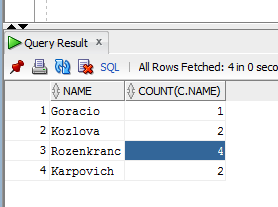 Query Result ×
SQL | All Rows Fetched: 4 in 0 sec
NAME COUNT(C.NAME)
1 Goracio 1
2 Kozlova 2
3 Rozenkranc 4
4 Karpovich 2